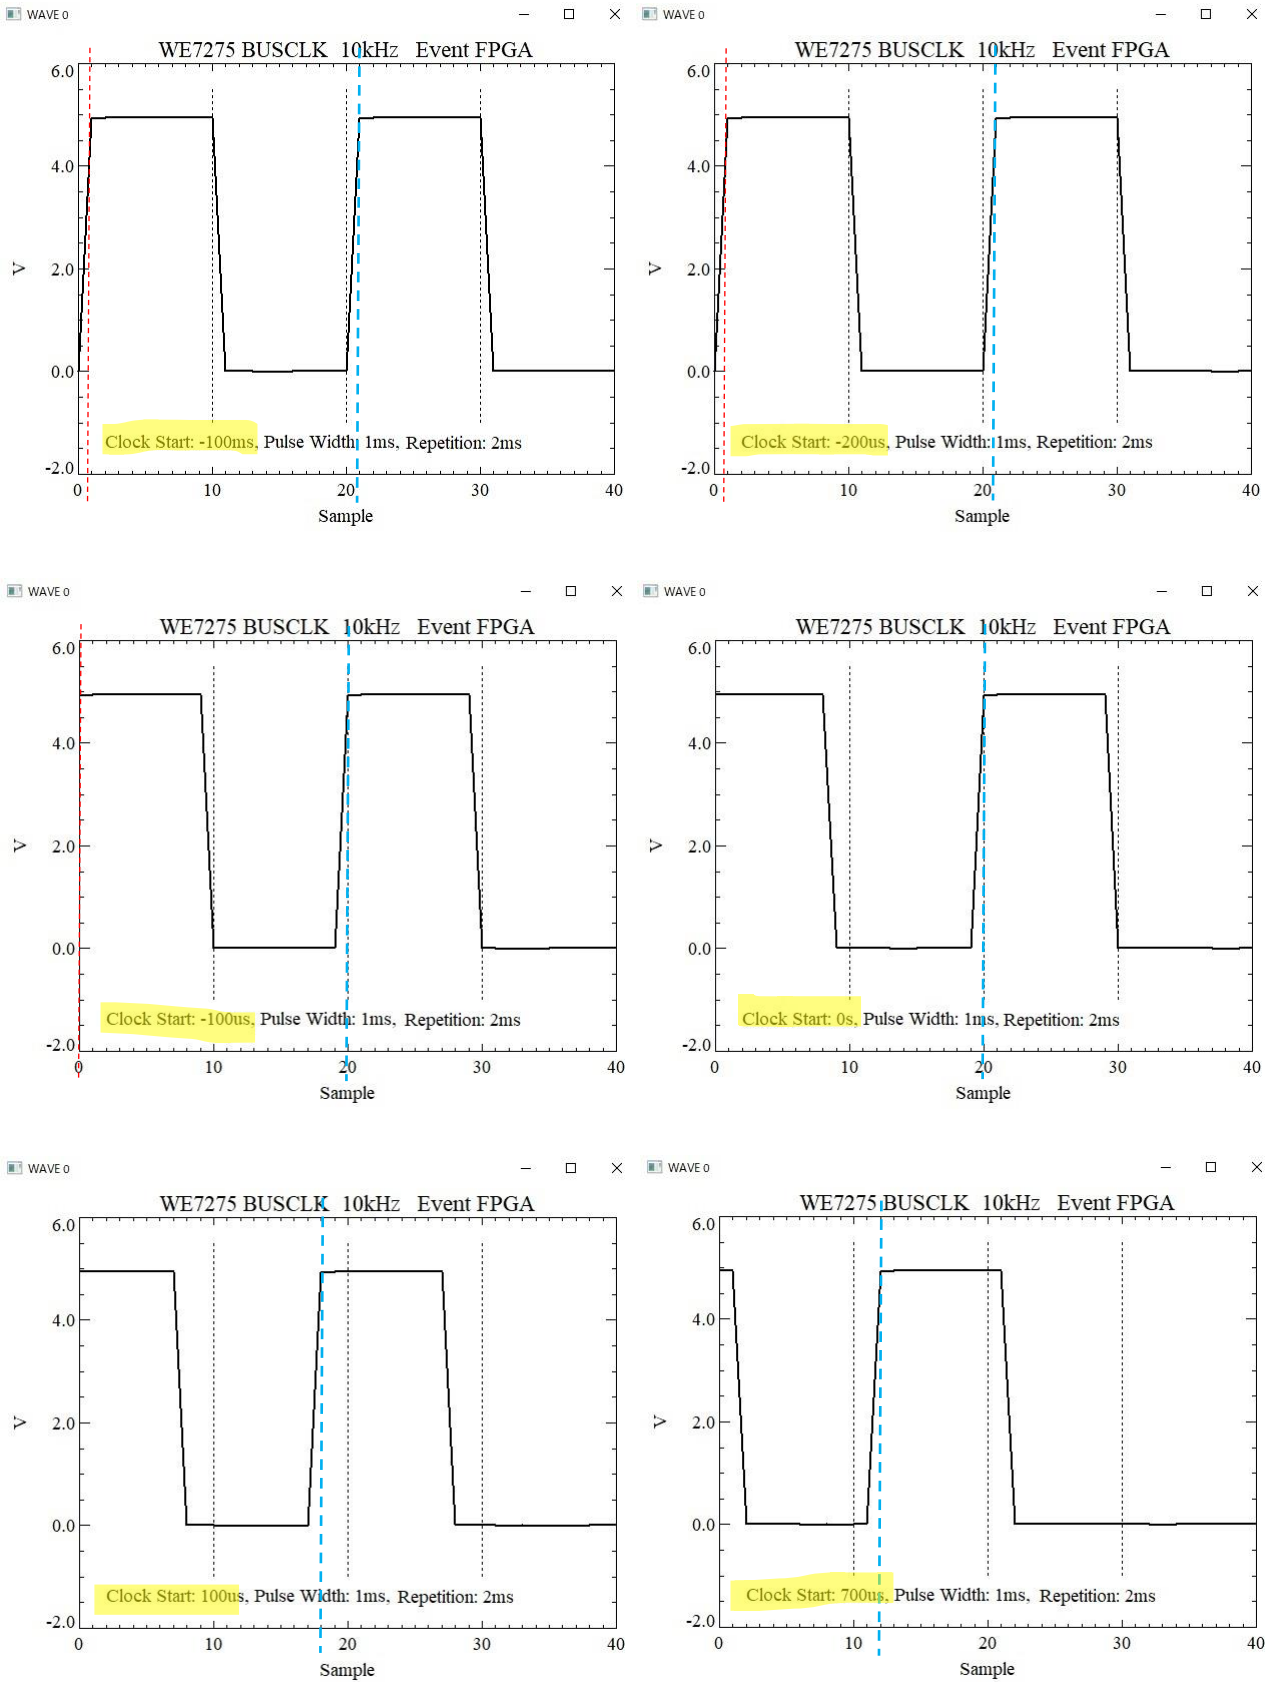 WAVE 0
WE7275 BUSCLK 10kHz Event FPGA
6.0
4.0
2.0
0.0
-2.0
V
Clock Start: -100ms, Pulse Width: 1ms, Repetition: 2ms
0 10 20 30 40
Sample
WAVE 0
WE7275 BUSCLK 10kHz Event FPGA
6.0
4.0
2.0
0.0
-2.0
V
Clock Start: -200us, Pulse Width: 1ms, Repetition: 2ms
0 10 20 30 40
Sample
WAVE 0
WE7275 BUSCLK 10kHz Event FPGA
6.0
4.0
2.0
0.0
-2.0
V
Clock Start: -100us, Pulse Width: 1ms, Repetition: 2ms
0 10 20 30 40
Sample
WAVE 0
WE7275 BUSCLK 10kHz Event FPGA
6.0
4.0
2.0
0.0
-2.0
V
Clock Start: 0s, Pulse Width: 1ms, Repetition: 2ms
0 10 20 30 40
Sample
WAVE 0
WE7275 BUSCLK 10kHz Event FPGA
6.0
4.0
2.0
0.0
-2.0
V
Clock Start: 100us, Pulse Width: 1ms, Repetition: 2ms
0 10 20 30 40
Sample
WAVE 0
WE7275 BUSCLK 10kHz Event FPGA
6.0
4.0
2.0
0.0
-2.0
V
Clock Start: 700us, Pulse Width: 1ms, Repetition: 2ms
0 10 20 30 40
Sample